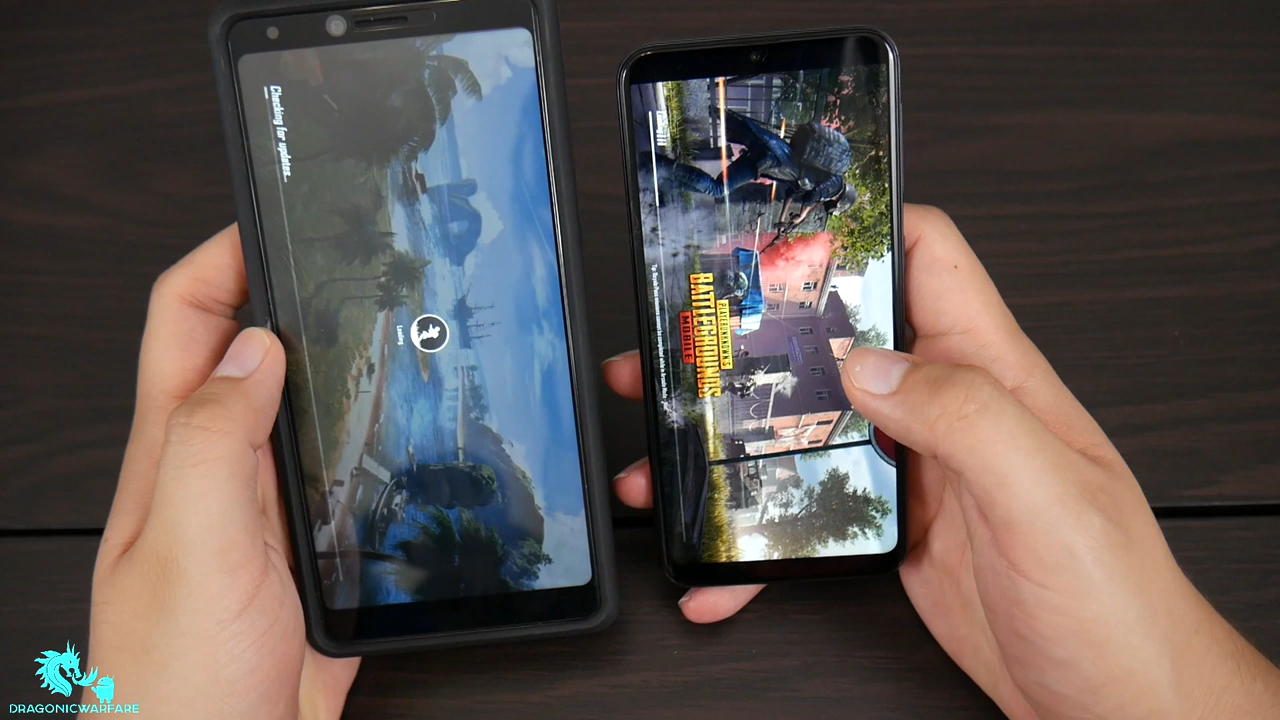 Checking for updates...
Loading
PLAYERUNKNOWN'S
BATTLEGROUNDS
MOBILE
DRAGONICWARFARE